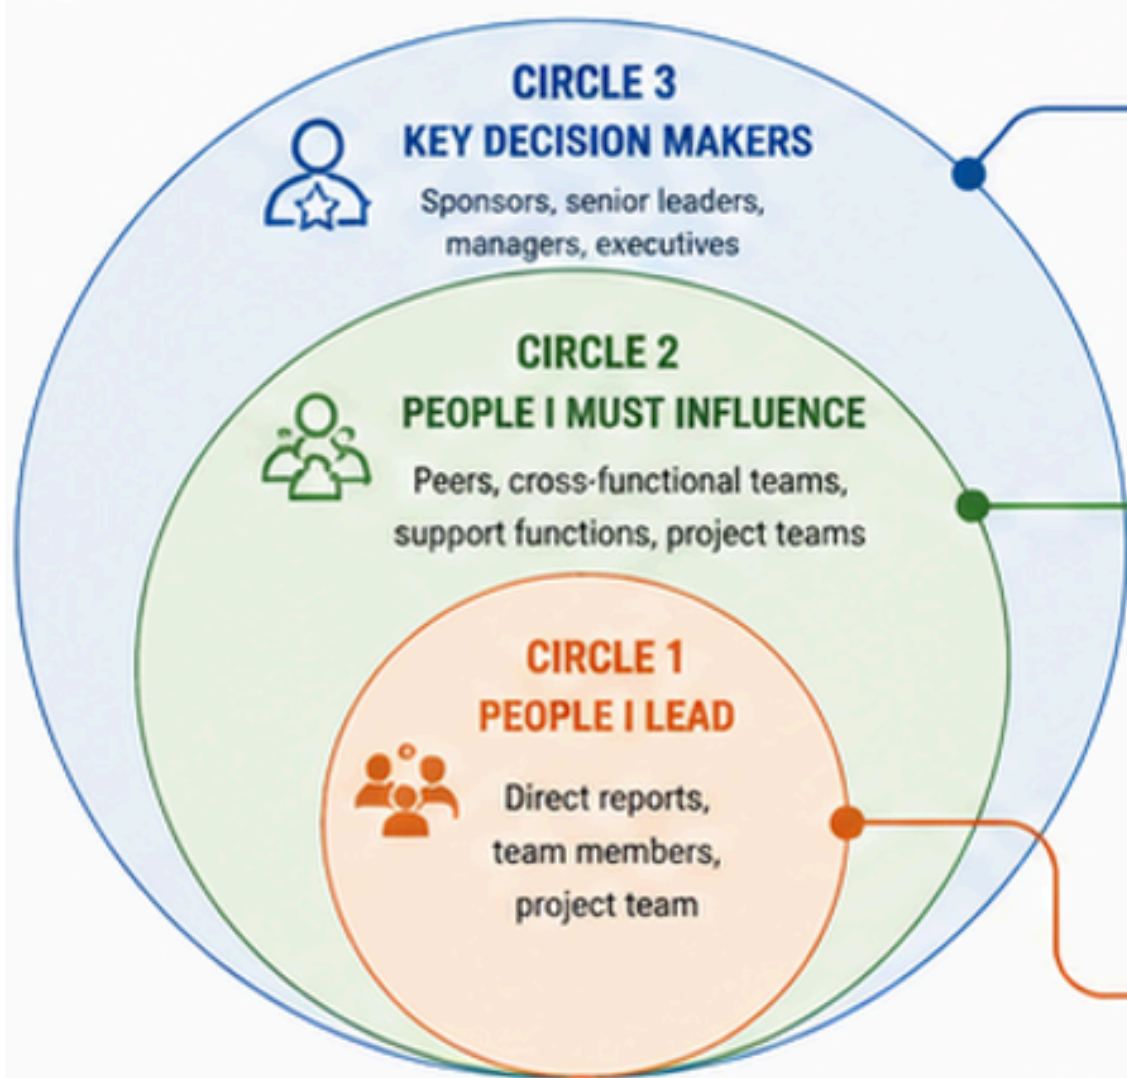 CIRCLE 3
KEY DECISION MAKERS
Sponsors, senior leaders,
managers, executives
CIRCLE 2
PEOPLE I MUST INFLUENCE
Peers, cross-functional teams,
support functions, project teams
CIRCLE 1
PEOPLE I LEAD
Direct reports,
team members,
project team